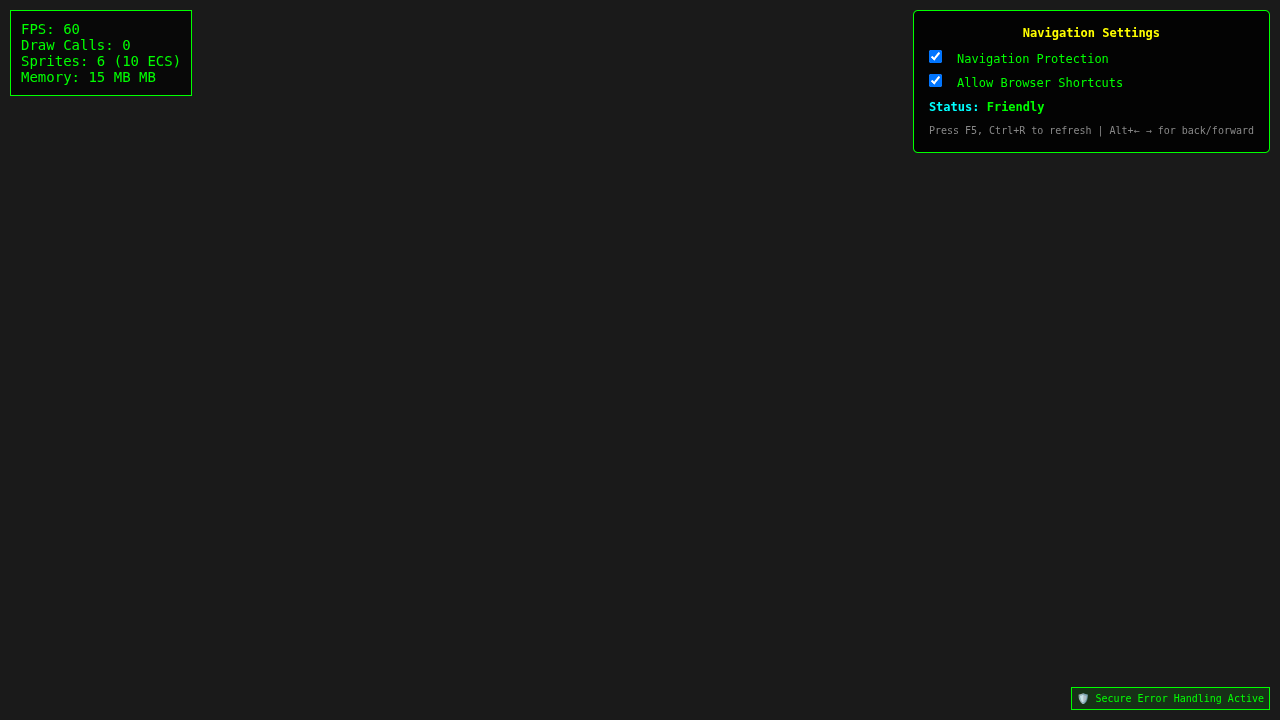 FPS: 60
Draw Calls: 0
Sprites: 6 (10 ECS)
Memory: 15 MB MB
Navigation Settings
Navigation Protection
Allow Browser Shortcuts
Status: Friendly
Press F5, Ctrl+R to refresh | Alt+← → for back/forward
🛡️ Secure Error Handling Active